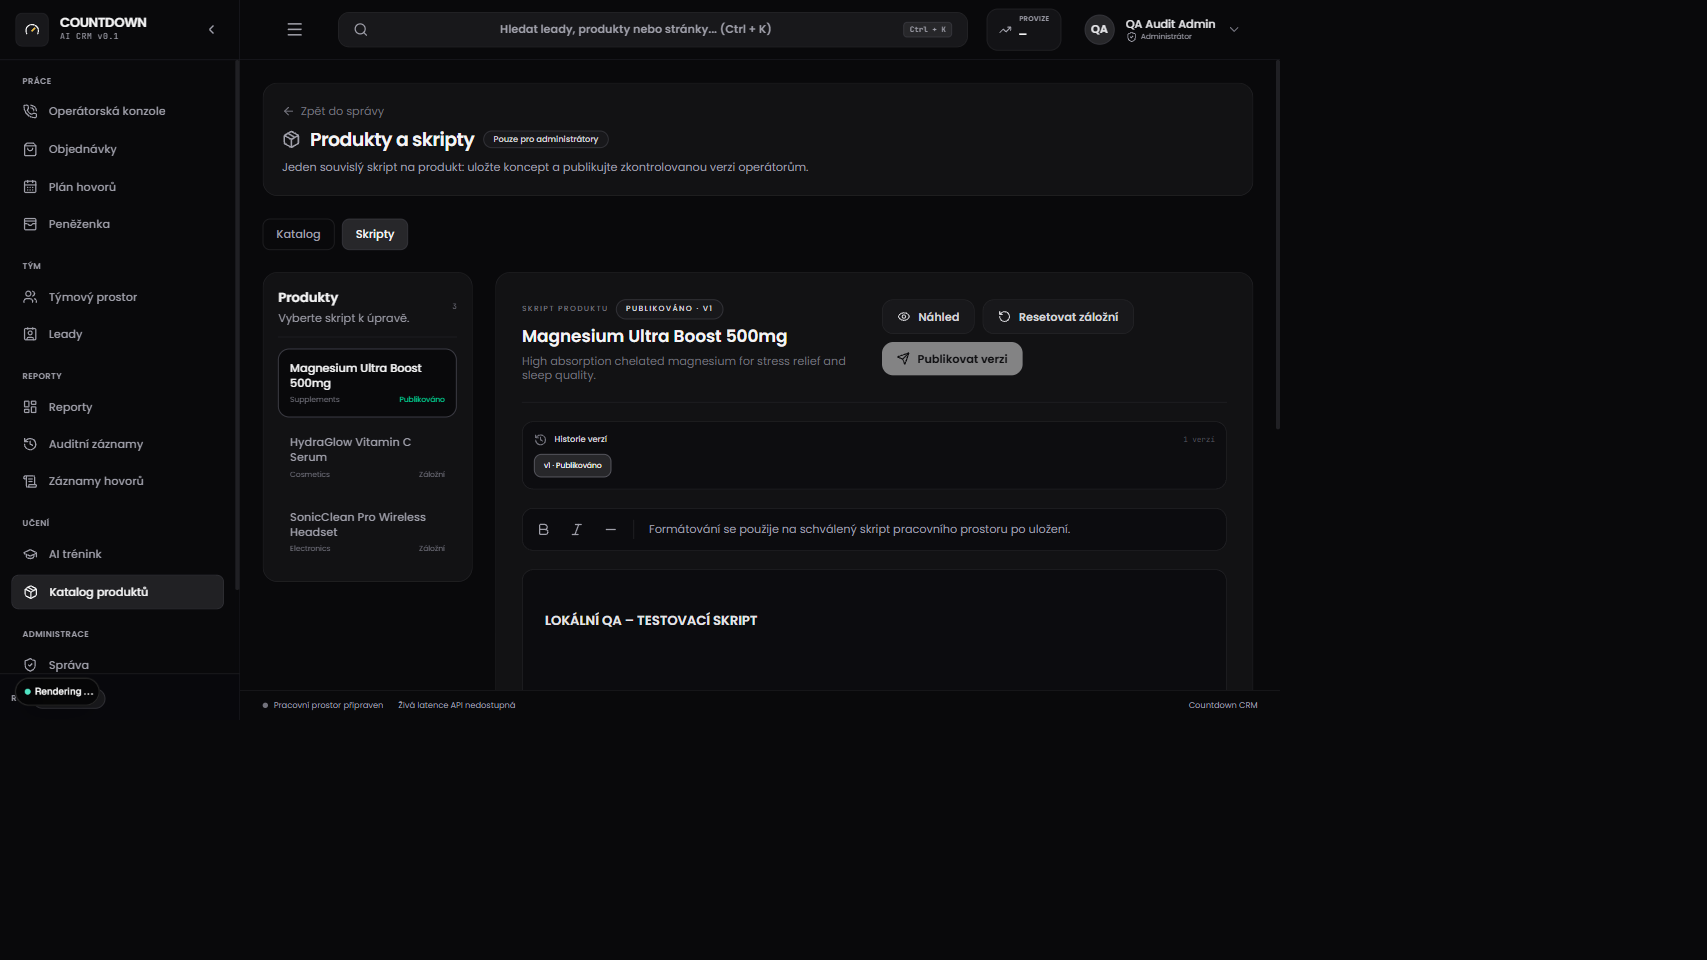 COUNTDOWN
AI CRM v0.1
Hledat leady, produkty nebo stránky... (Ctrl + K)
Ctrl + K
PROVIZE
–
QA
QA Audit Admin
Administrátor
PRÁCE
Operátorská konzole
Objednávky
Plán hovorů
Peněženka
TÝM
Týmový prostor
Leady
REPORTY
Reporty
Auditní záznamy
Záznamy hovorů
UČENÍ
AI trénink
Katalog produktů
ADMINISTRACE
Správa
R
Rendering ...
Zpět do správy
Produkty a skripty
Pouze pro administrátory
Jeden souvislý skript na produkt: uložte koncept a publikujte zkontrolovanou verzi operátorům.
Katalog
Skripty
Produkty
3
Vyberte skript k úpravě.
Magnesium Ultra Boost
500mg
Supplements
Publikováno
HydraGlow Vitamin C
Serum
Cosmetics
Záložní
SonicClean Pro Wireless
Headset
Electronics
Záložní
SKRIPT PRODUKTU
PUBLIKOVÁNO · V1
Magnesium Ultra Boost 500mg
High absorption chelated magnesium for stress relief and
sleep quality.
Náhled
Resetovat záložní
Publikovat verzi
Historie verzí
1 verzí
v1 · Publikováno
B I —
Formátování se použije na schválený skript pracovního prostoru po uložení.
LOKÁLNÍ QA – TESTOVACÍ SKRIPT
Pracovní prostor připraven
Živá latence API nedostupná
Countdown CRM